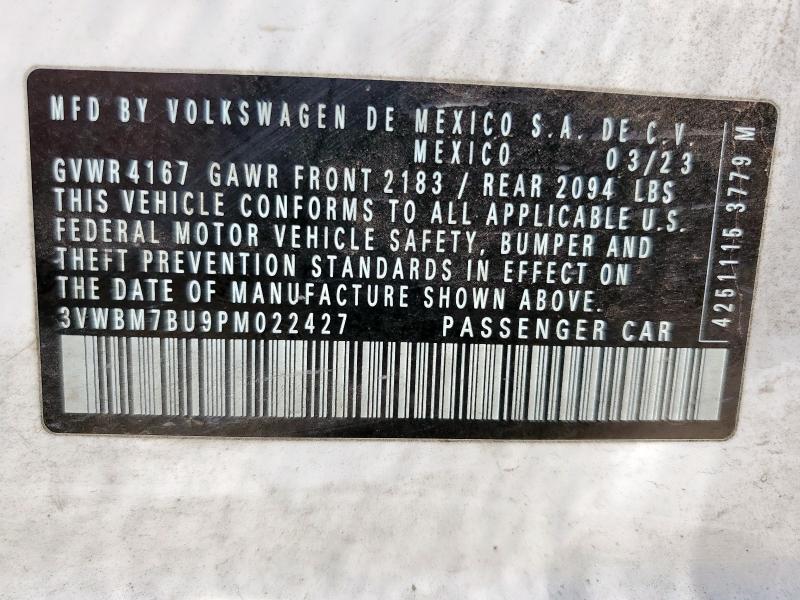 MFD BY VOLKSWAGEN DE MEXICO S.A. DE C.V.
MEXICO 03/23
GVWR 4167 GAWR FRONT 2183 / REAR 2094 LBS
THIS VEHICLE CONFORMS TO ALL APPLICABLE U.S.
FEDERAL MOTOR VEHICLE SAFETY, BUMPER AND
THEFT PREVENTION STANDARDS IN EFFECT ON
THE DATE OF MANUFACTURE SHOWN ABOVE.
3VWBM7BU9PM022427 PASSENGER CAR
4251115 3779 M